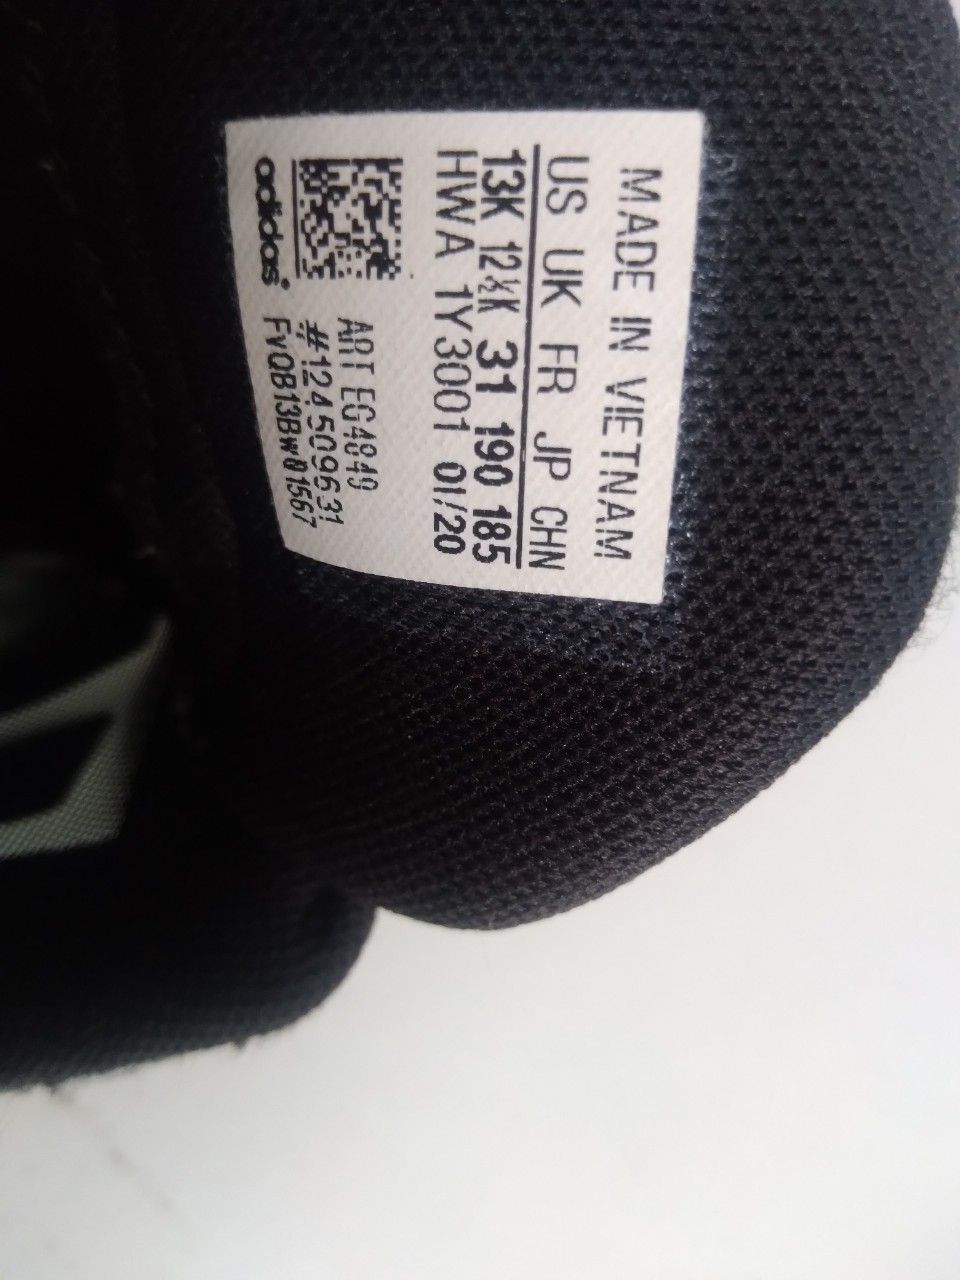 MADE IN VIETNAM
US UK FR JP CHN
13K 12½K 31 190 185
HWA 1Y3001 01/20
ART EG4849
#124509631
adidas FvQB13Bw01567